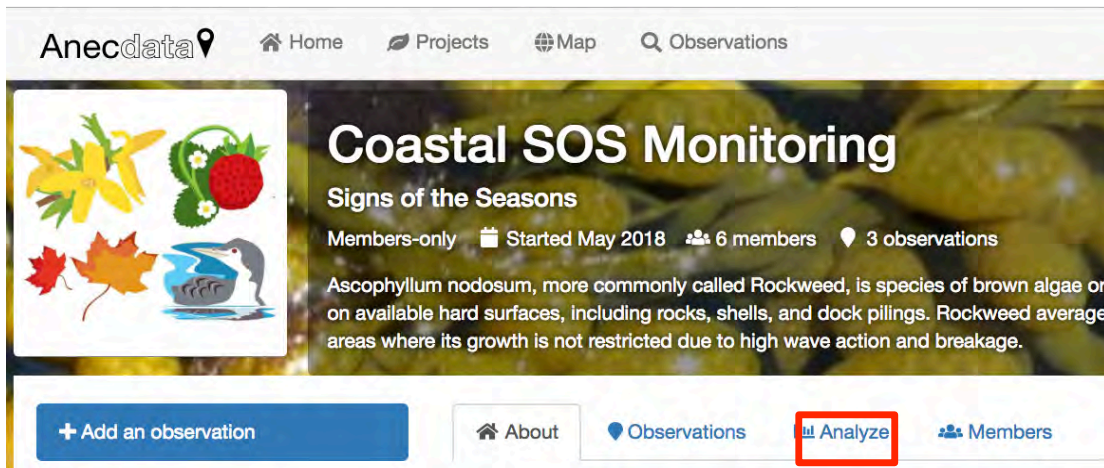 Anecdata Home Projects Map Observations
Coastal SOS Monitoring
Signs of the Seasons
Members-only Started May 2018 6 members 3 observations
Ascophyllum nodosum, more commonly called Rockweed, is species of brown algae or
on available hard surfaces, including rocks, shells, and dock pilings. Rockweed average
areas where its growth is not restricted due to high wave action and breakage.
+ Add an observation About Observations Analyze Members